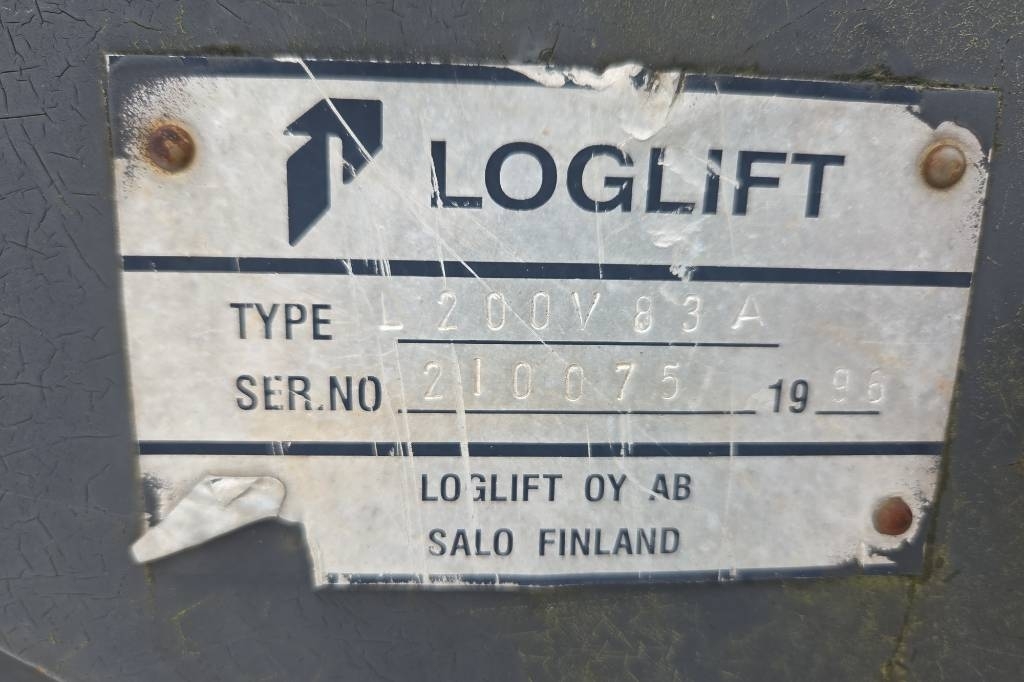 LOGLIFT
TYPE L200V83A
SER.NO 210075 1996
LOGLIFT OY AB
SALO FINLAND